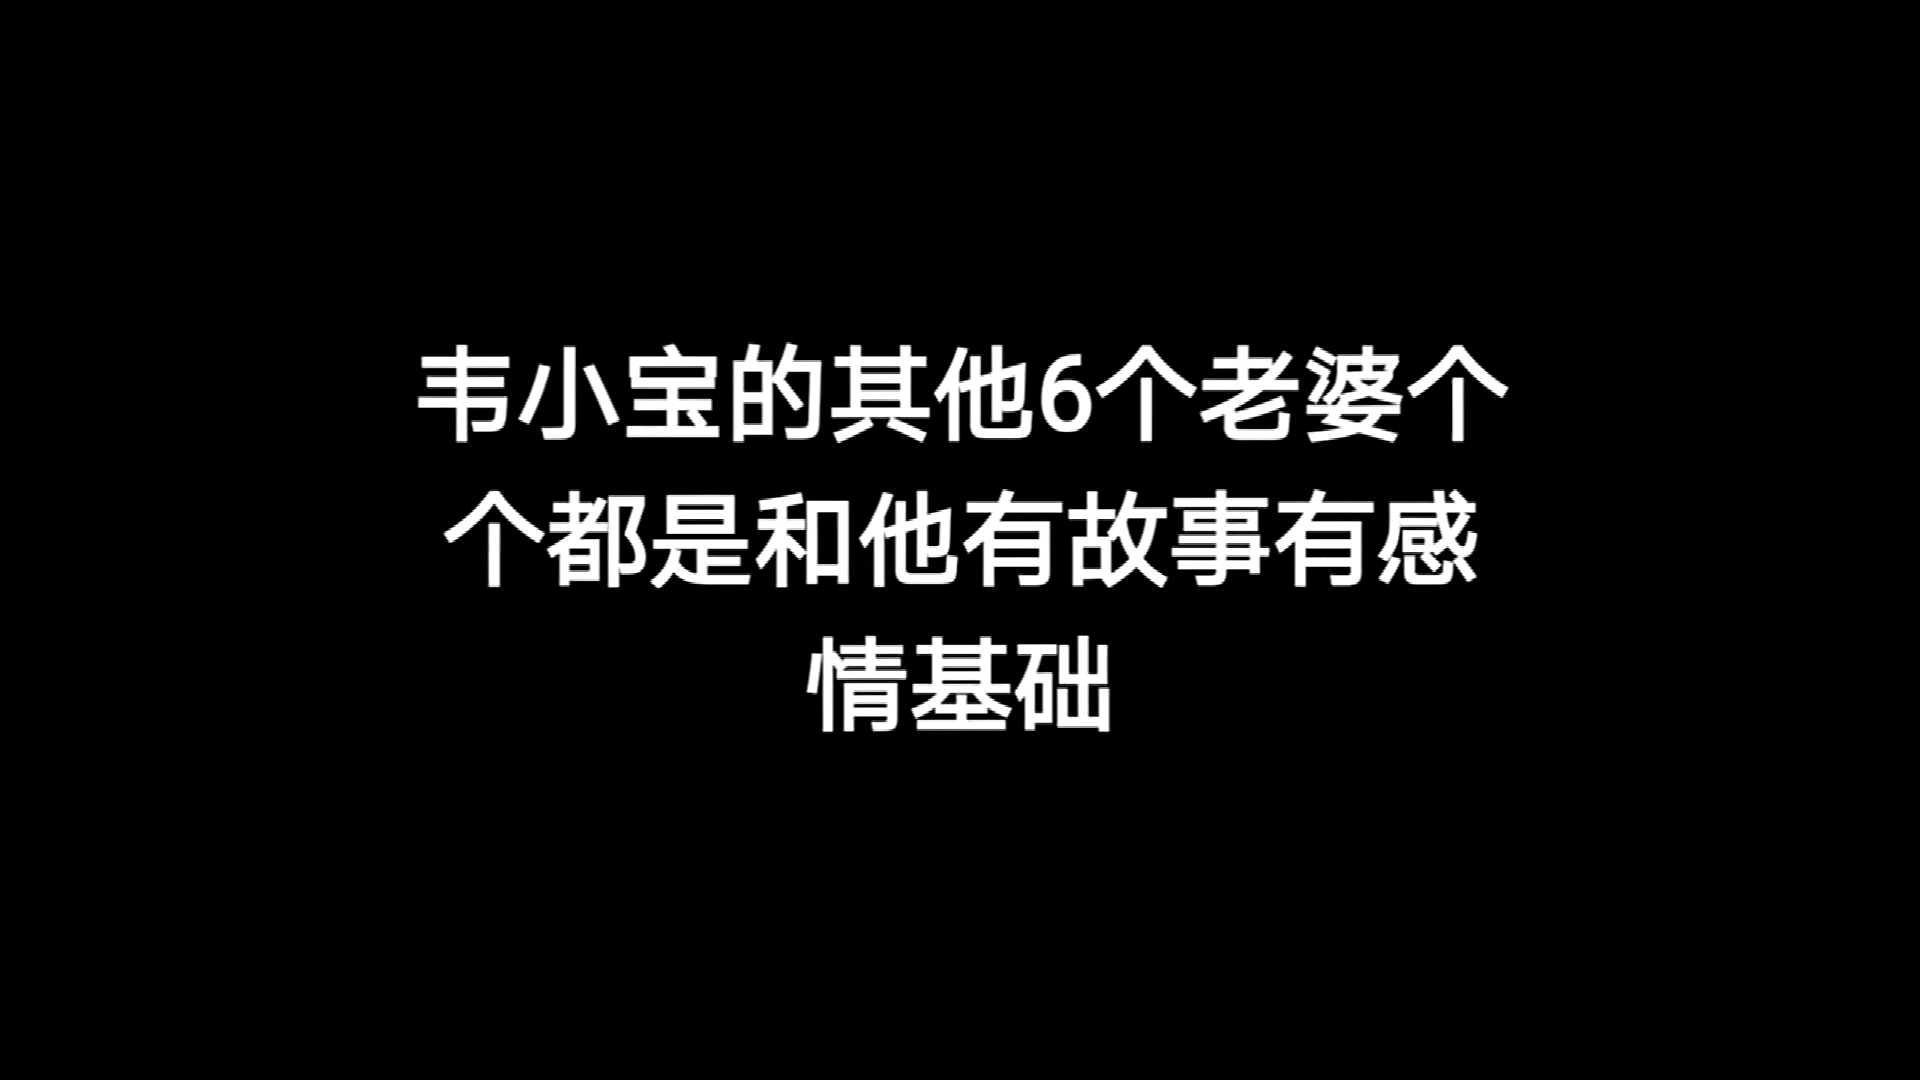 韦小宝的其他6个老婆个
个都是和他有故事有感
情基础